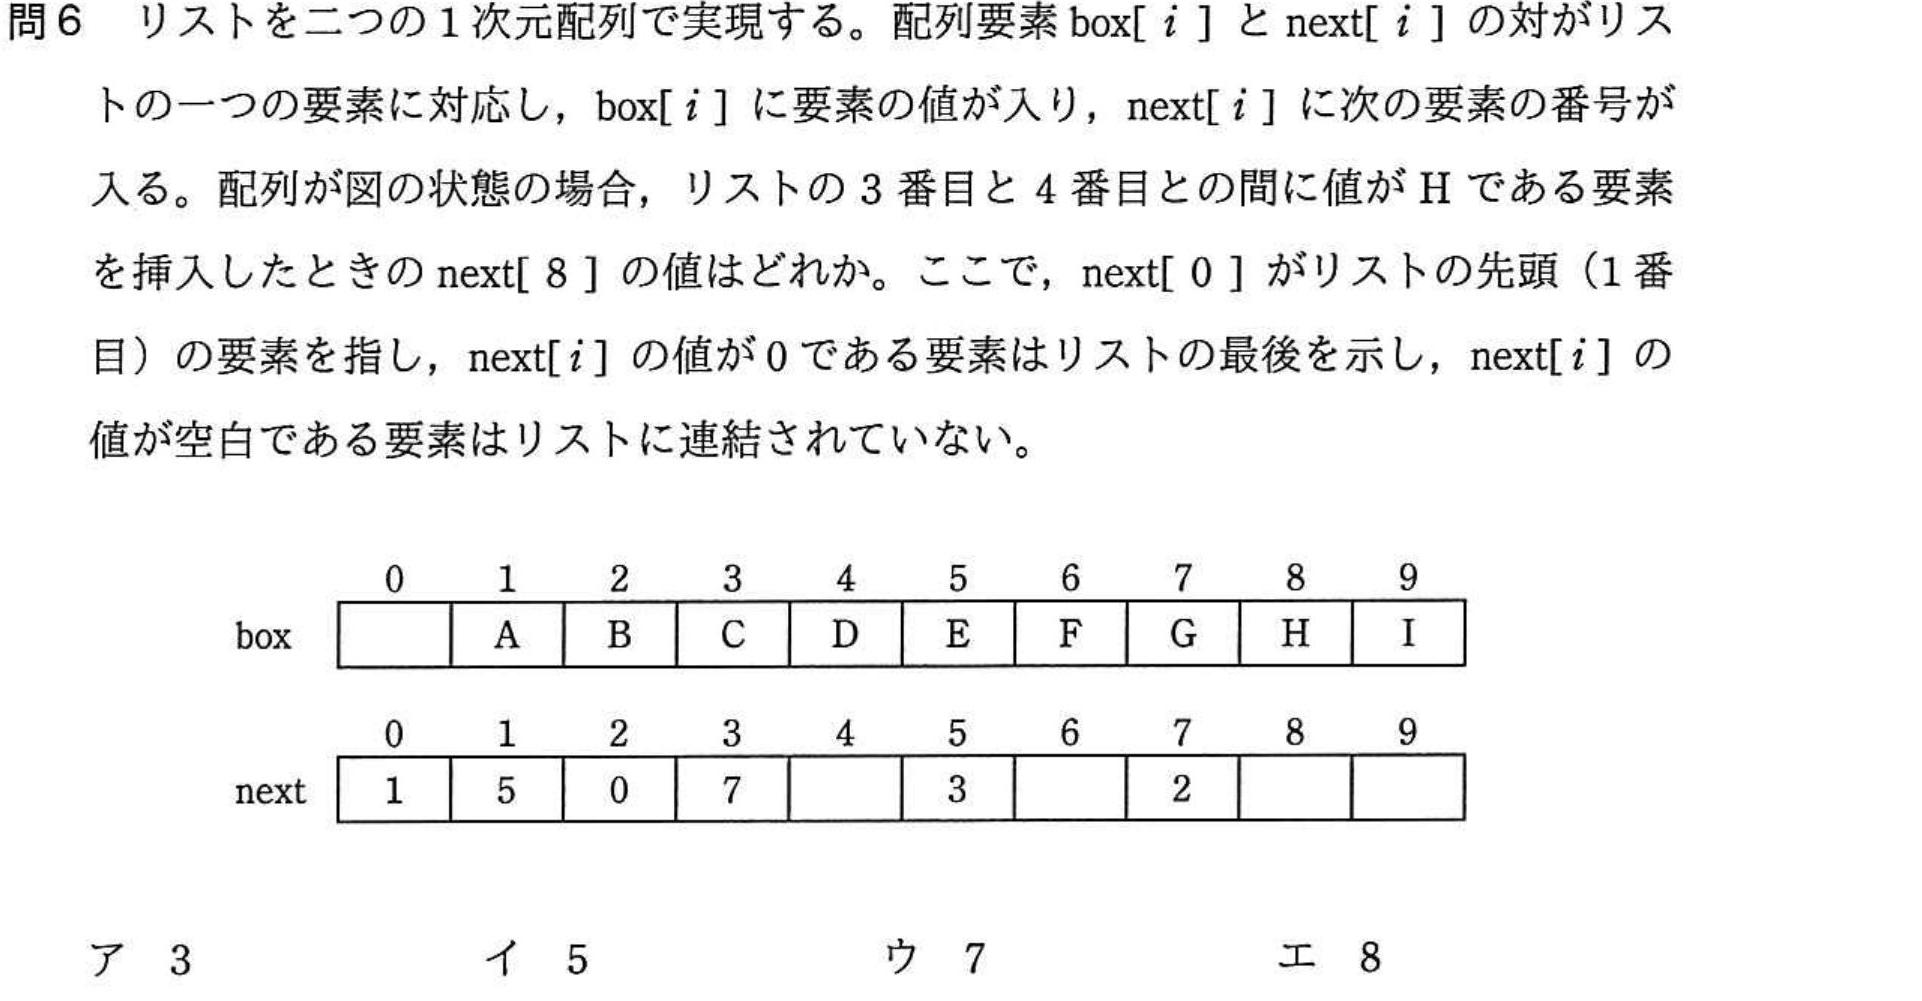 問6 リストを二つの1次元配列で実現する。配列要素 box[ i ] と next[ i ] の対がリス
トの一つの要素に対応し，box[ i ] に要素の値が入り，next[ i ] に次の要素の番号が
入る。配列が図の状態の場合，リストの 3 番目と 4 番目との間に値が H である要素
を挿入したときの next[ 8 ] の値はどれか。ここで，next[ 0 ] がリストの先頭（1 番
目）の要素を指し，next[ i ] の値が 0 である要素はリストの最後を示し，next[ i ] の
値が空白である要素はリストに連結されていない。
0 1 2 3 4 5 6 7 8 9
box A B C D E F G H I
0 1 2 3 4 5 6 7 8 9
next 1 5 0 7 3 2
ア 3 イ 5 ウ 7 エ 8